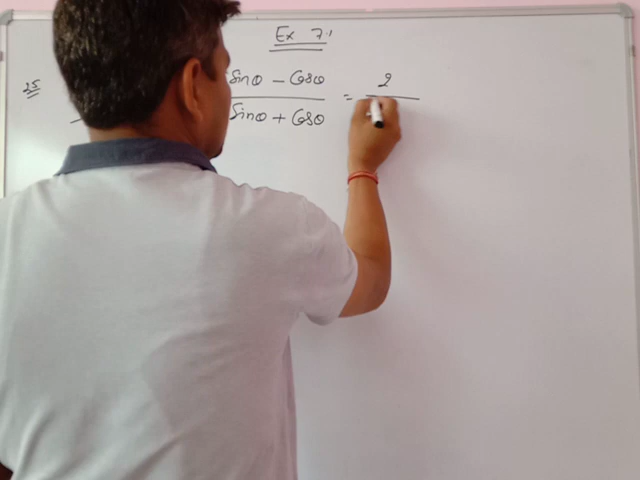 Ex 7.1
25 sinθ - Cosθ = 2
sinθ + Cosθ